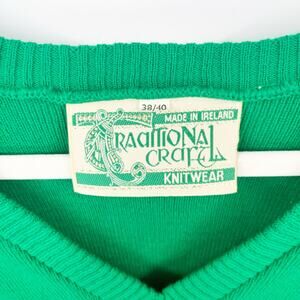 38/40
MADE IN IRELAND
TRADITIONAL
CRAFT
KNITWEAR